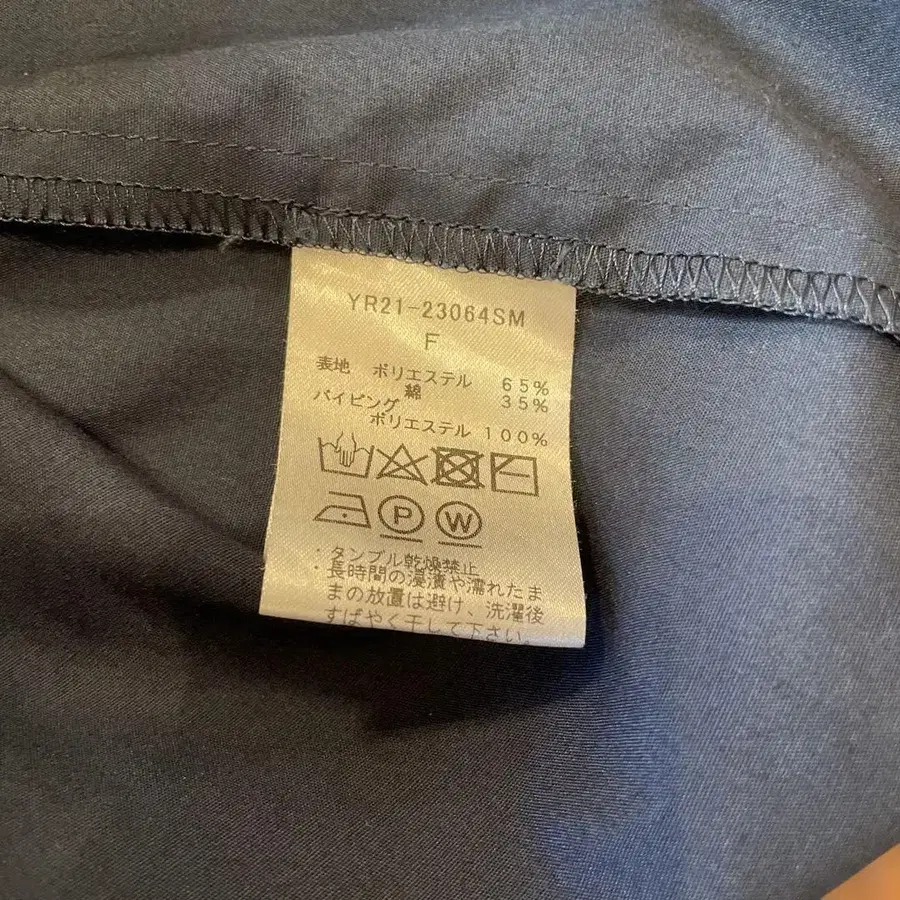 YR21-23064SM
F
表地 ポリエステル 65%
綿 35%
パイピング
ポリエステル 100%
P W
・タンブル乾燥禁止
・長時間の浸漬や濡れたま
まの放置は避け、洗濯後
すばやく干して下さい。